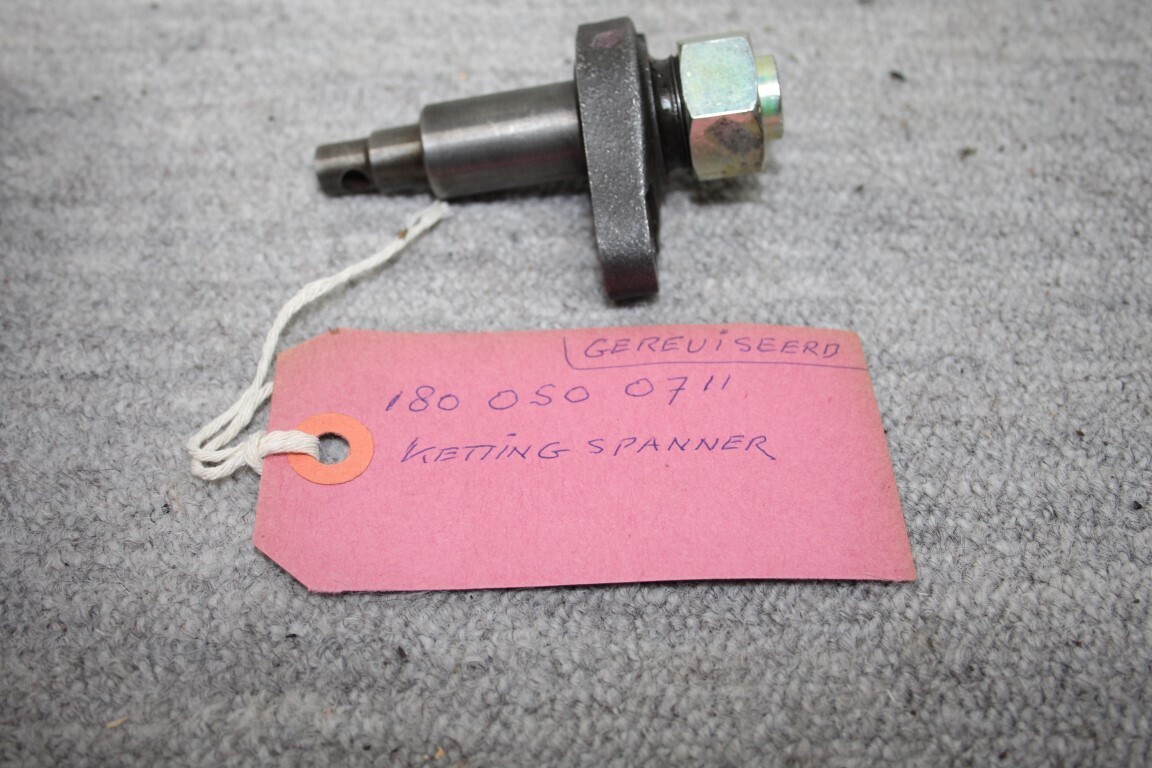 GEREVISEERD
180 050 0711
KETTING SPANNER